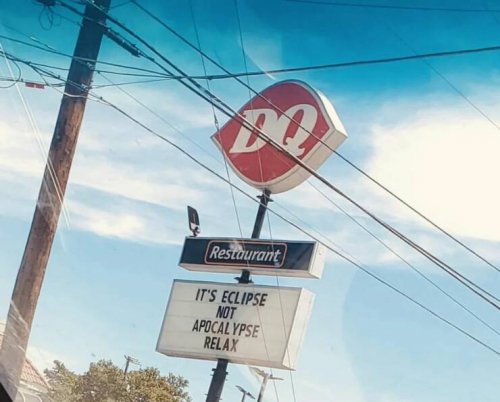 DQ
Restaurant
IT'S ECLIPSE
NOT
APOCALYPSE
RELAX